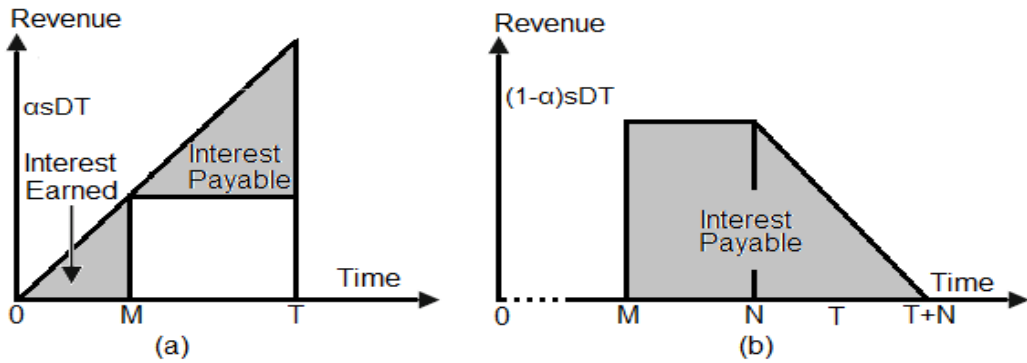 Revenue
αsDT
Interest
Earned
Interest
Payable
Time
0
M
T
(a)
Revenue
(1-α)sDT
Interest
Payable
Time
0
M
N
T
T+N
(b)